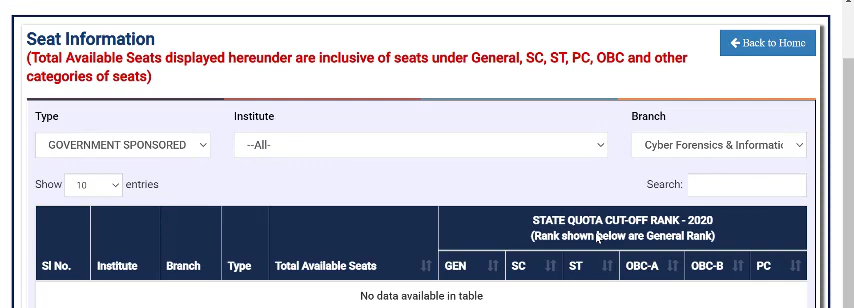 Seat Information
(Total Available Seats displayed hereunder are inclusive of seats under General, SC, ST, PC, OBC and other
categories of seats)
Back to Home
Type
Institute
Branch
GOVERNMENT SPONSORED
--All-
Cyber Forensics & Informatic
Show 10 entries
Search:
STATE QUOTA CUT-OFF RANK - 2020
(Rank shown below are General Rank)
Sl No. Institute Branch Type Total Available Seats GEN SC ST OBC-A OBC-B PC
No data available in table